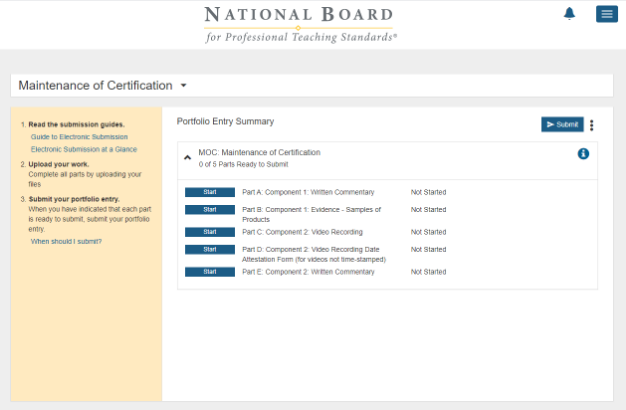 NATIONAL BOARD
for Professional Teaching Standards®
Maintenance of Certification
1. Read the submission guides.
Guide to Electronic Submission
Electronic Submission at a Glance
2. Upload your work.
Complete all parts by uploading your
files
3. Submit your portfolio entry.
When you have indicated that each part
is ready to submit, submit your portfolio
entry.
When should I submit?
Portfolio Entry Summary
Submit
MOC: Maintenance of Certification
0 of 5 Parts Ready to Submit
Start Part A: Component 1: Written Commentary Not Started
Start Part B: Component 1: Evidence - Samples of Not Started
Products
Start Part C: Component 2: Video Recording Not Started
Start Part D: Component 2: Video Recording Date Not Started
Attestation Form (for videos not time-stamped)
Start Part E: Component 2: Written Commentary Not Started